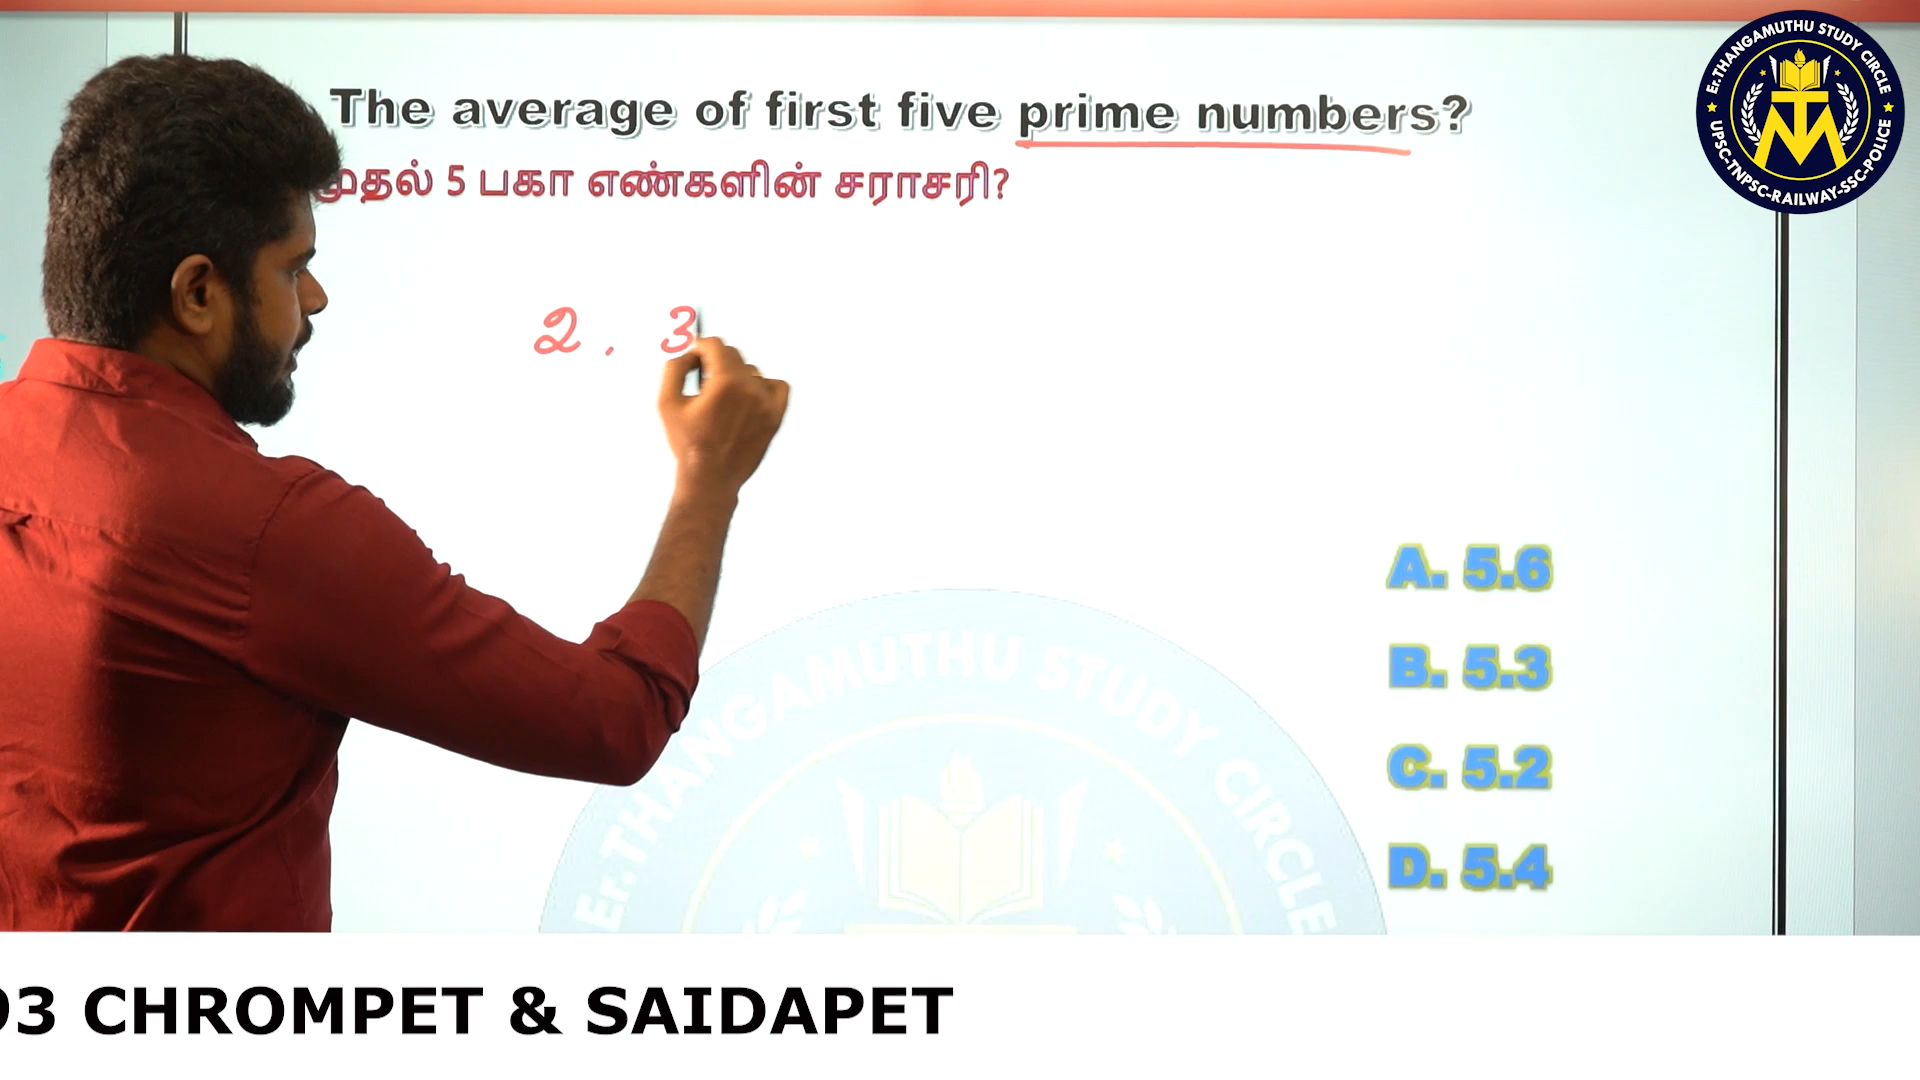 The average of first five prime numbers?
முதல் 5 பகா எண்களின் சராசரி?
2 . 3
A. 5.6
B. 5.3
C. 5.2
D. 5.4
Er.THANGAMUTHU STUDY CIRCLE
UPSC-TNPSC-RAILWAY-SSC-POLICE
Er.THANGAMUTHU STUDY CIRCLE
93 CHROMPET & SAIDAPET